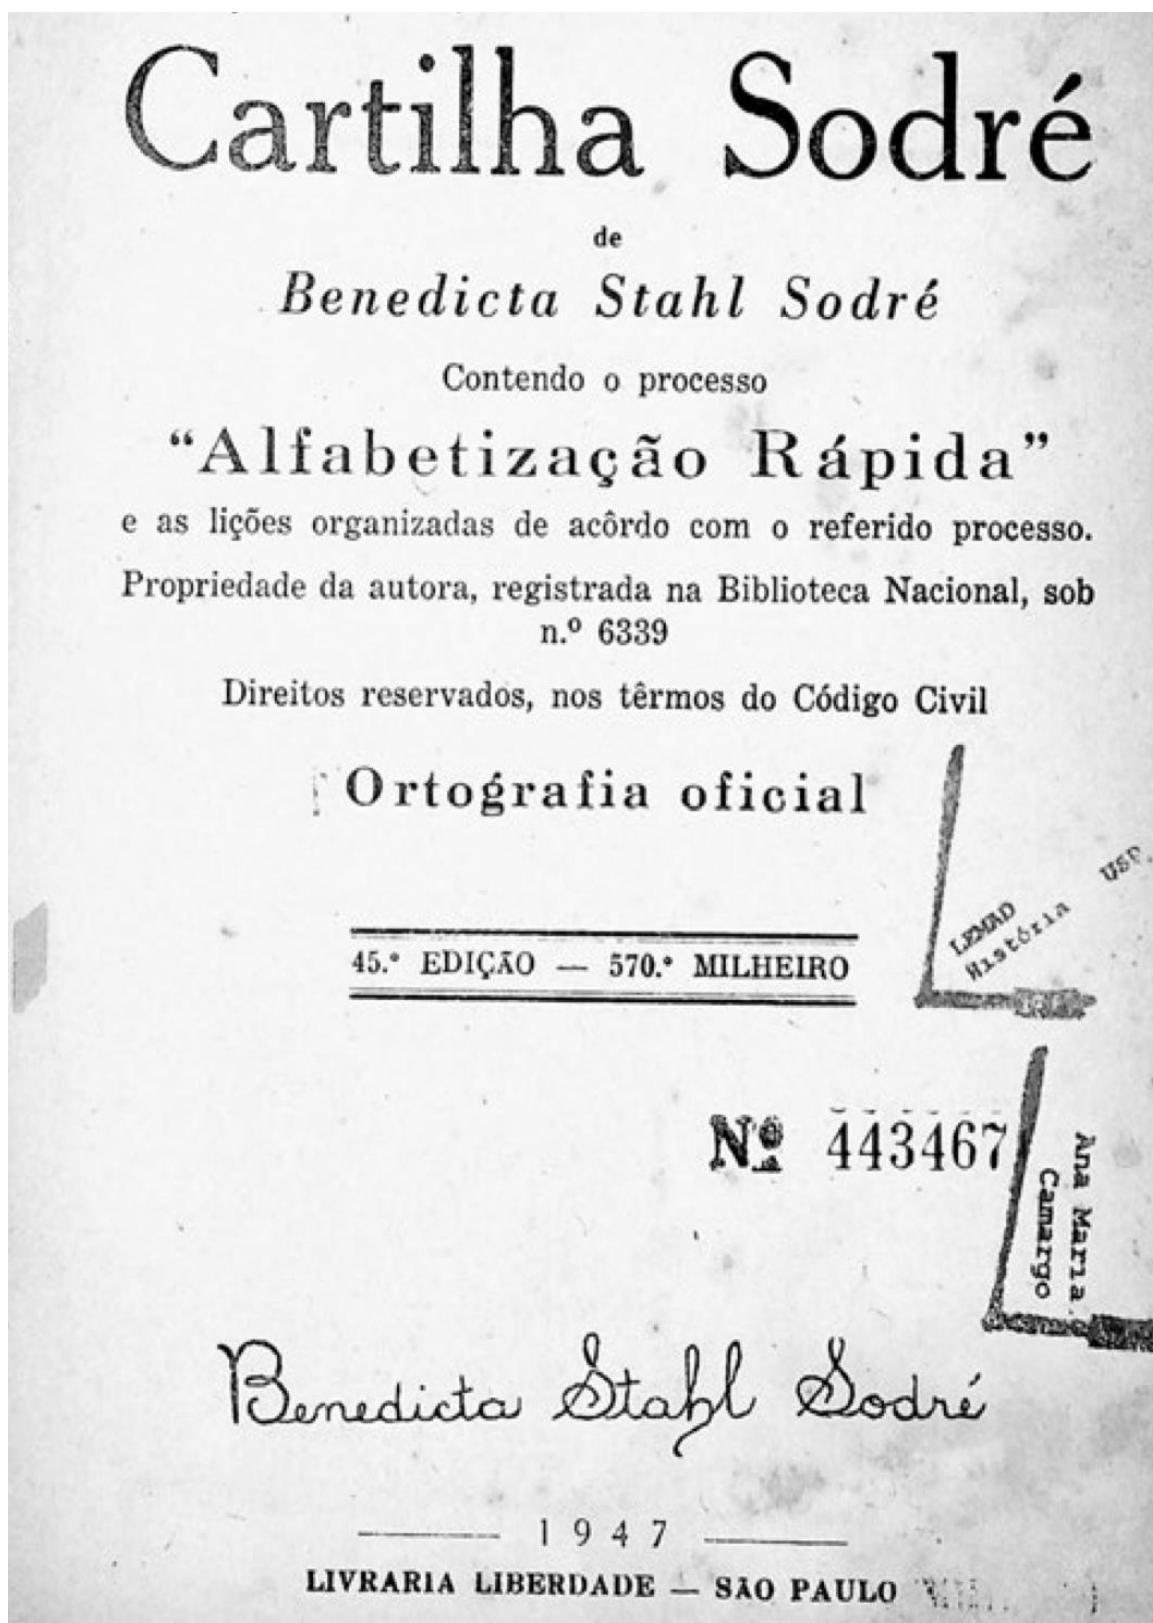 Cartilha Sodré
de
Benedicta Stahl Sodré
Contendo o processo
“Alfabetização Rápida”
e as lições organizadas de acôrdo com o referido processo.
Propriedade da autora, registrada na Biblioteca Nacional, sob
n.º 6339
Direitos reservados, nos têrmos do Código Civil
Ortografia oficial
LEMAD USP.
História
45.ª EDIÇÃO — 570.º MILHEIRO
Nº 443467
Ana Maria
Camargo
Benedicta Stahl Sodré
1947
LIVRARIA LIBERDADE — SÃO PAULO